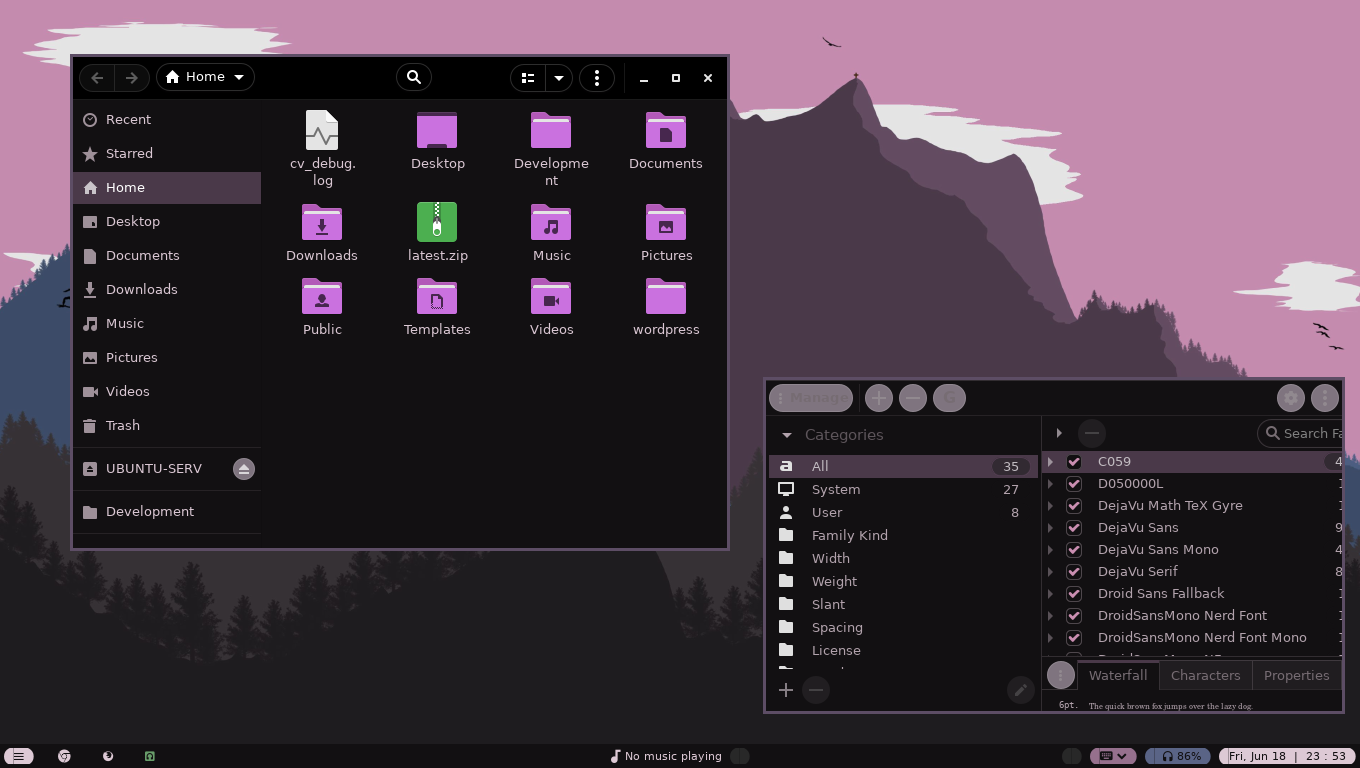 Home
Recent
Starred
Home
Desktop
Documents
Downloads
Music
Pictures
Videos
Trash
UBUNTU-SERV
Development
cv_debug.
log
Desktop
Developme
nt
Documents
Downloads
latest.zip
Music
Pictures
Public
Templates
Videos
wordpress
Manage
G
Categories
All 35
System 27
User 8
Family Kind
Width
Weight
Slant
Spacing
License
Search Fa
C059 4
D050000L 1
DejaVu Math TeX Gyre 1
DejaVu Sans 9
DejaVu Sans Mono 4
DejaVu Serif 8
Droid Sans Fallback 1
DroidSansMono Nerd Font 1
DroidSansMono Nerd Font Mono 1
Waterfall Characters Properties
6pt. The quick brown fox jumps over the lazy dog.
No music playing
86%
Fri, Jun 18 | 23 : 53